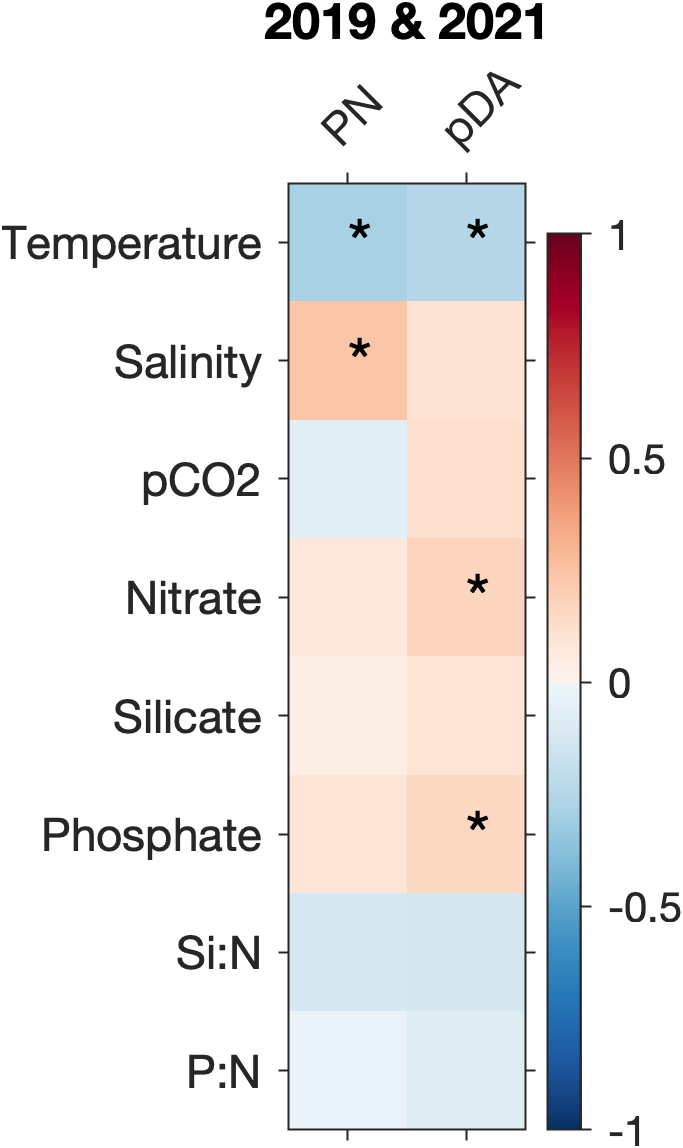 2019 & 2021
PN
pDA
Temperature
*
*
Salinity
*
pCO2
Nitrate
*
Silicate
Phosphate
*
Si:N
P:N
1
0.5
0
-0.5
-1